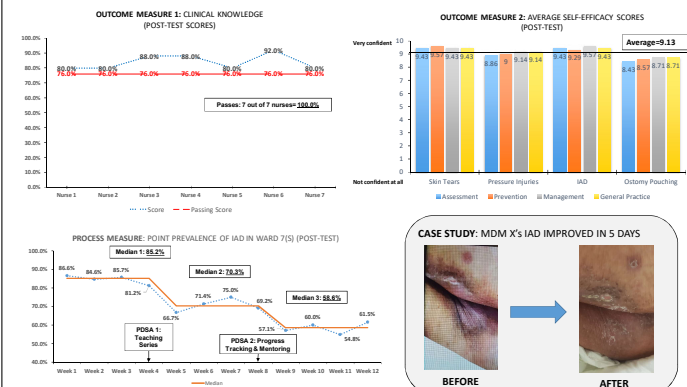 OUTCOME MEASURE 1: CLINICAL KNOWLEDGE
(POST-TEST SCORES)
100.0%
90.0%
80.0%
70.0%
60.0%
50.0%
40.0%
30.0%
20.0%
10.0%
0.0%
80.0% 80.0% 88.0% 88.0% 80.0% 92.0% 80.0%
76.0% 76.0% 76.0% 76.0% 76.0% 76.0% 76.0%
Passes: 7 out of 7 nurses= 100.0%
Nurse 1 Nurse 2 Nurse 3 Nurse 4 Nurse 5 Nurse 6 Nurse 7
Score Passing Score
OUTCOME MEASURE 2: AVERAGE SELF-EFFICACY SCORES
(POST-TEST)
Average=9.13
Very confident
10
9
8
7
6
5
4
3
2
1
0
Not confident at all
9.43 9.57 9.43 9.43
8.86 9 9.14 9.14
9.43 9.29 9.57 9.43
8.43 8.57 8.71 8.71
Skin Tears Pressure Injuries IAD Ostomy Pouching
Assessment Prevention Management General Practice
PROCESS MEASURE: POINT PREVALENCE OF IAD IN WARD 7(S) (POST-TEST)
100.0%
90.0%
80.0%
70.0%
60.0%
50.0%
40.0%
Median 1: 85.2%
Median 2: 70.3%
Median 3: 58.6%
86.6% 84.6% 85.7% 81.2% 66.7% 71.4% 75.0% 69.2% 57.1% 60.0% 54.8% 61.5%
PDSA 1:
Teaching
Series
PDSA 2: Progress
Tracking & Mentoring
Week 1 Week 2 Week 3 Week 4 Week 5 Week 6 Week 7 Week 8 Week 9 Week 10 Week 11 Week 12
Median
CASE STUDY: MDM X's IAD IMPROVED IN 5 DAYS
BEFORE
AFTER